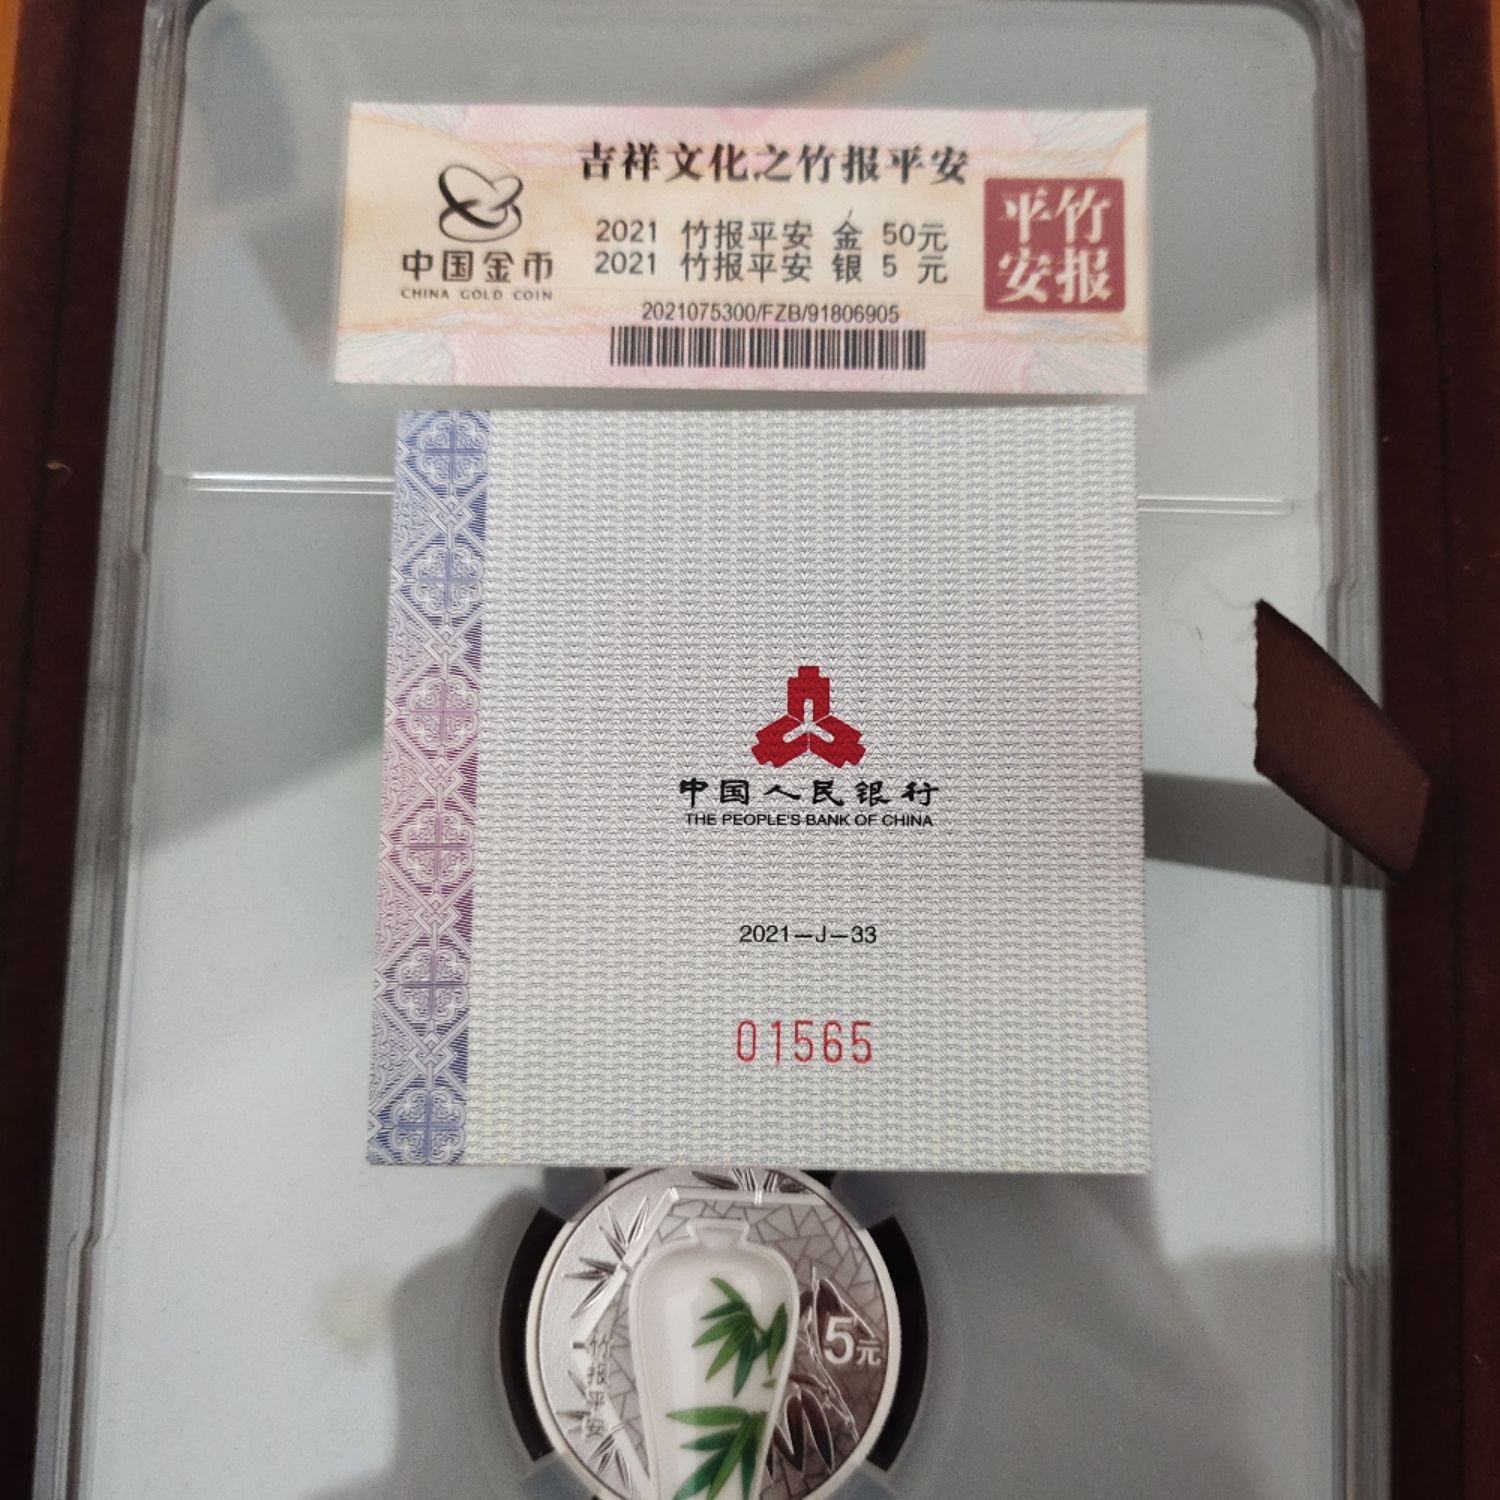 吉祥文化之竹报平安
中国金币
CHINA GOLD COIN
2021 竹报平安 金 50元
2021 竹报平安 银 5 元
2021075300/FZB/91806905
竹报
平安
中国人民银行
THE PEOPLE'S BANK OF CHINA
2021—J—33
01565
竹报平安
5元